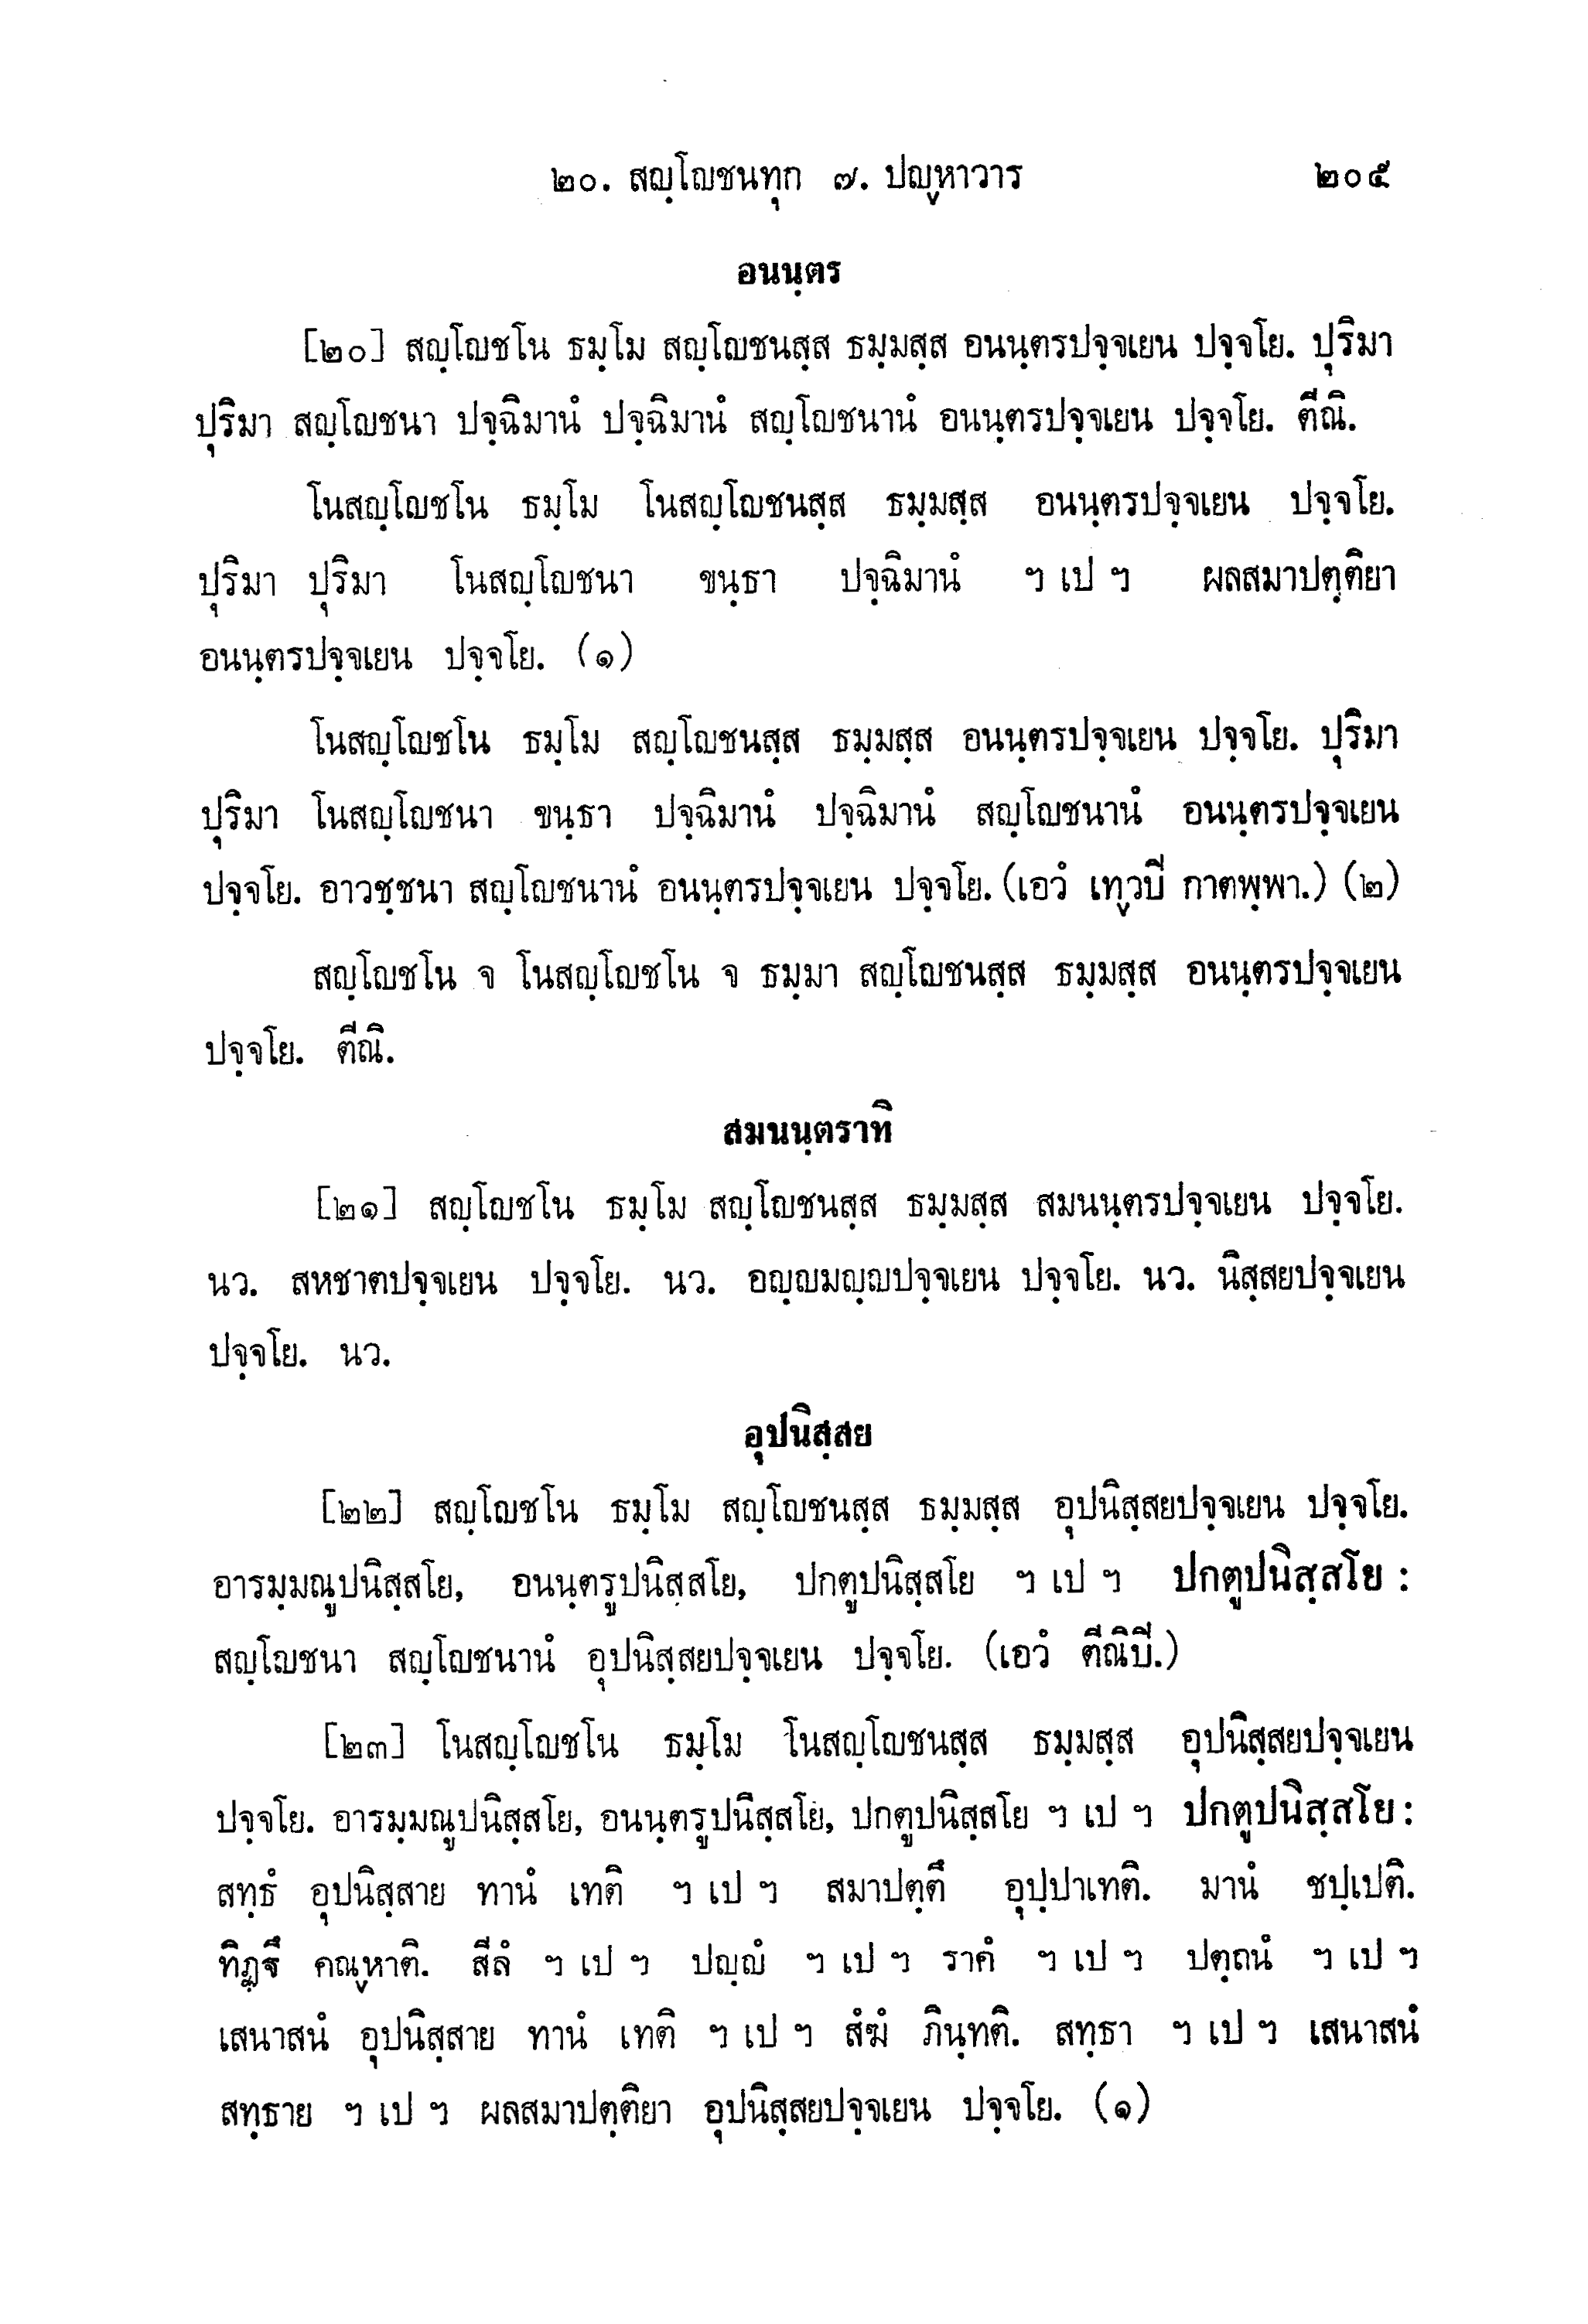 ๒๐. สญฺโญชนทุก ๗. ปญฺหาวาร ๒๐๕
อนนฺตร
[๒๐] สญฺโญชโน ธมฺโม สญฺโญชนสฺส ธมฺมสฺส อนนฺตรปจฺจเยน ปจฺจโย. ปุริมา
ปุริมา สญฺโญชนา ปจฺฉิมานํ ปจฺฉิมานํ สญฺโญชนานํ อนนฺตรปจฺจเยน ปจฺจโย. ตีณิ.
โนสญฺโญชโน ธมฺโม โนสญฺโญชนสฺส ธมฺมสฺส อนนฺตรปจฺจเยน ปจฺจโย.
ปุริมา ปุริมา โนสญฺโญชนา ขนฺธา ปจฺฉิมานํ ฯ เป ฯ ผลสมาปตฺติยา
อนนฺตรปจฺจเยน ปจฺจโย. (๑)
โนสญฺโญชโน ธมฺโม สญฺโญชนสฺส ธมฺมสฺส อนนฺตรปจฺจเยน ปจฺจโย. ปุริมา
ปุริมา โนสญฺโญชนา ขนฺธา ปจฺฉิมานํ ปจฺฉิมานํ สญฺโญชนานํ อนนฺตรปจฺจเยน
ปจฺจโย. อาวชฺชนา สญฺโญชนานํ อนนฺตรปจฺจเยน ปจฺจโย. (เอวํ เทฺวปี กาตพฺพา.) (๒)
สญฺโญชโน จ โนสญฺโญชโน จ ธมฺมา สญฺโญชนสฺส ธมฺมสฺส อนนฺตรปจฺจเยน
ปจฺจโย. ตีณิ.
สมนนฺตราทิ
[๒๑] สญฺโญชโน ธมฺโม สญฺโญชนสฺส ธมฺมสฺส สมนนฺตรปจฺจเยน ปจฺจโย.
นว. สหชาตปจฺจเยน ปจฺจโย. นว. อญฺญมญฺญปจฺจเยน ปจฺจโย. นว. นิสฺสยปจฺจเยน
ปจฺจโย. นว.
อุปนิสฺสย
[๒๒] สญฺโญชโน ธมฺโม สญฺโญชนสฺส ธมฺมสฺส อุปนิสฺสยปจฺจเยน ปจฺจโย.
อารมฺมณูปนิสฺสโย, อนนฺตรูปนิสฺสโย, ปกตูปนิสฺสโย ฯ เป ฯ ปกตูปนิสฺสโย :
สญฺโญชนา สญฺโญชนานํ อุปนิสฺสยปจฺจเยน ปจฺจโย. (เอวํ ตีณิปี.)
[๒๓] โนสญฺโญชโน ธมฺโม โนสญฺโญชนสฺส ธมฺมสฺส อุปนิสฺสยปจฺจเยน
ปจฺจโย. อารมฺมณูปนิสฺสโย, อนนฺตรูปนิสฺสโย, ปกตูปนิสฺสโย ฯ เป ฯ ปกตูปนิสฺสโย :
สทฺธํ อุปนิสฺสาย ทานํ เทติ ฯ เป ฯ สมาปตฺตึ อุปฺปาเทติ. มานํ ชปฺเปติ.
ทิฏฺฐึ คณฺหาติ. สีลํ ฯ เป ฯ ปญฺญํ ฯ เป ฯ ราคํ ฯ เป ฯ ปตฺถนํ ฯ เป ฯ
เสนาสนํ อุปนิสฺสาย ทานํ เทติ ฯ เป ฯ สํฆํ ภินฺทติ. สทฺธา ฯ เป ฯ เสนาสนํ
สทฺธาย ฯ เป ฯ ผลสมาปตฺติยา อุปนิสฺสยปจฺจเยน ปจฺจโย. (๑)